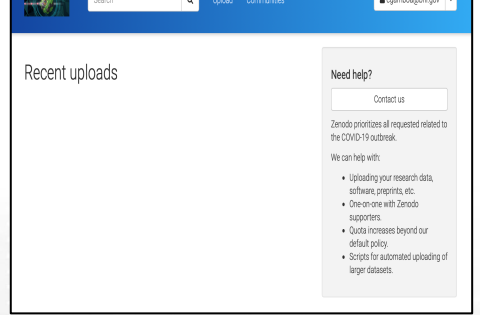 Search
Upload Communities
Recent uploads
Need help?
Contact us
Zenodo prioritizes all requested related to
the COVID-19 outbreak.
We can help with:
• Uploading your research data,
software, preprints, etc.
• One-on-one with Zenodo
supporters.
• Quota increases beyond our
default policy.
• Scripts for automated uploading of
larger datasets.